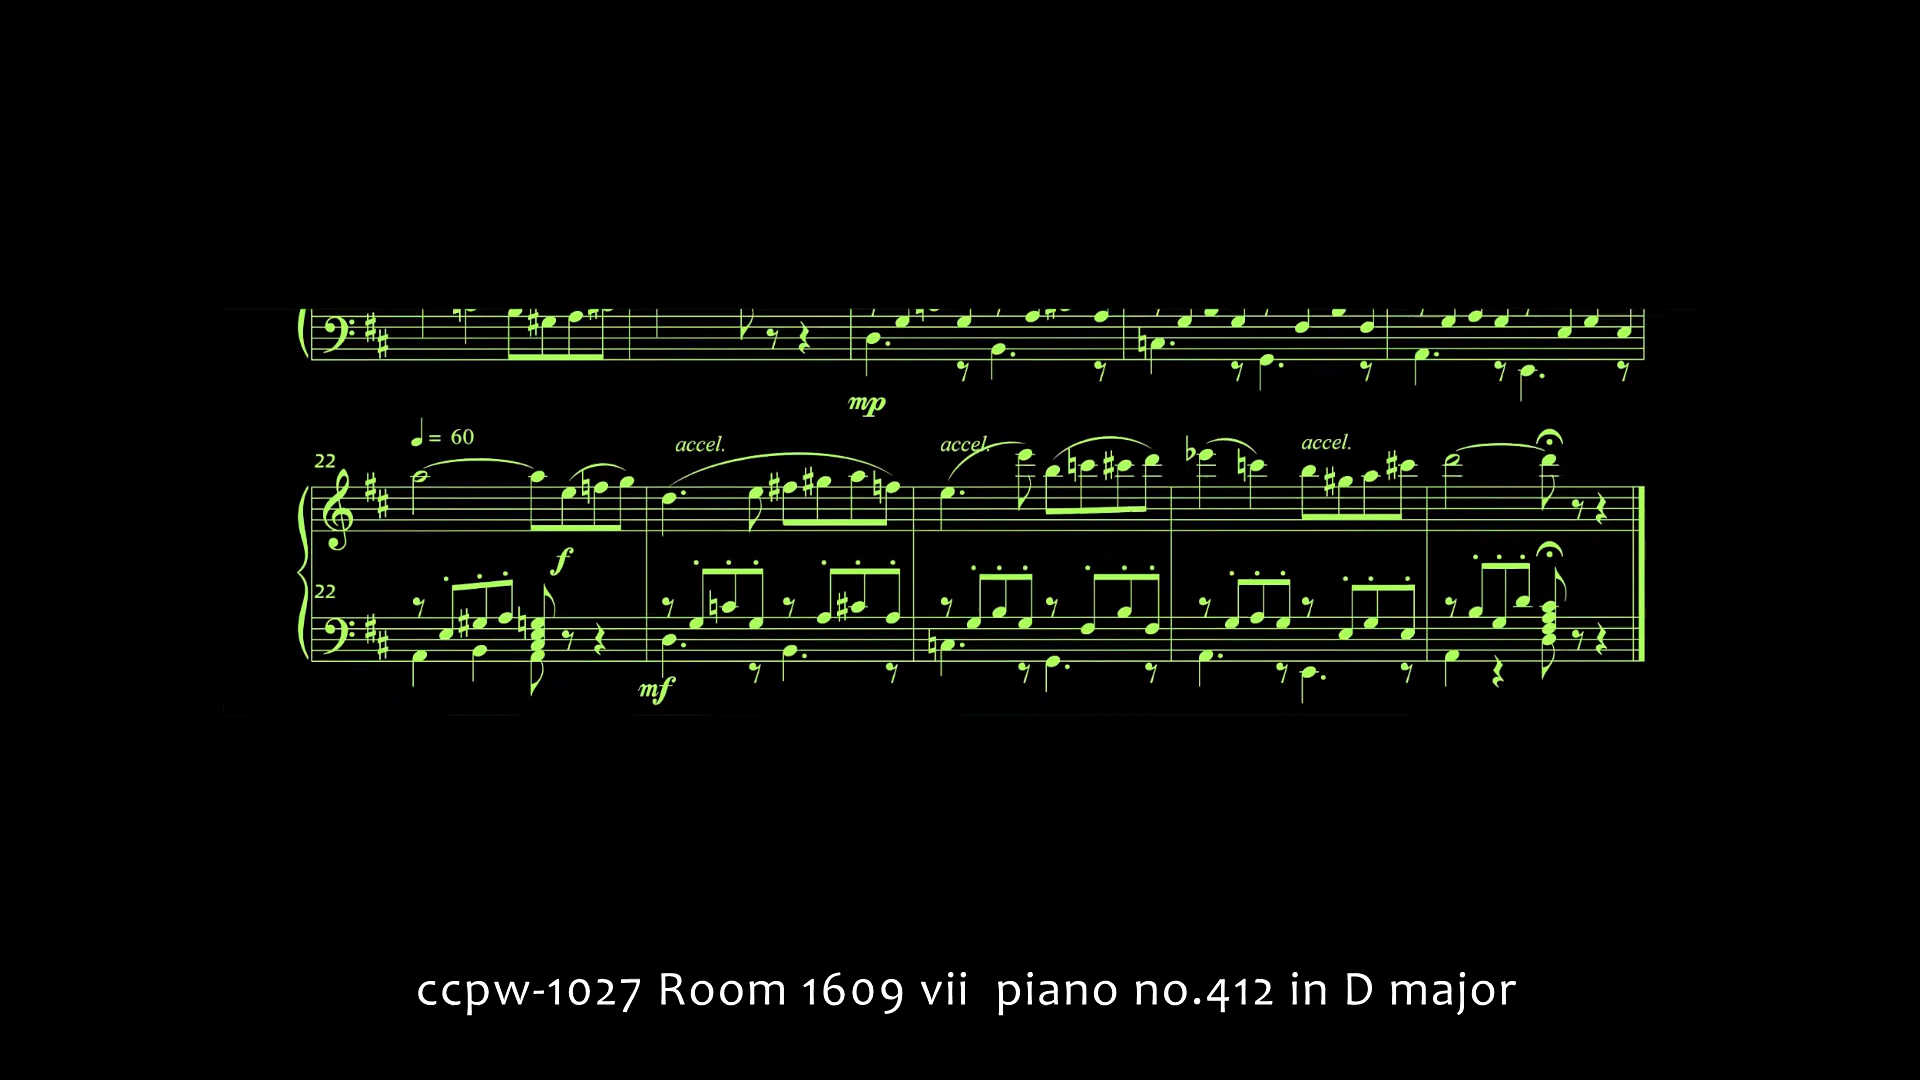 mp
= 60
accel. accel. accel.
22
f
22
mf
ccpw-1027 Room 1609 vii piano no.412 in D major